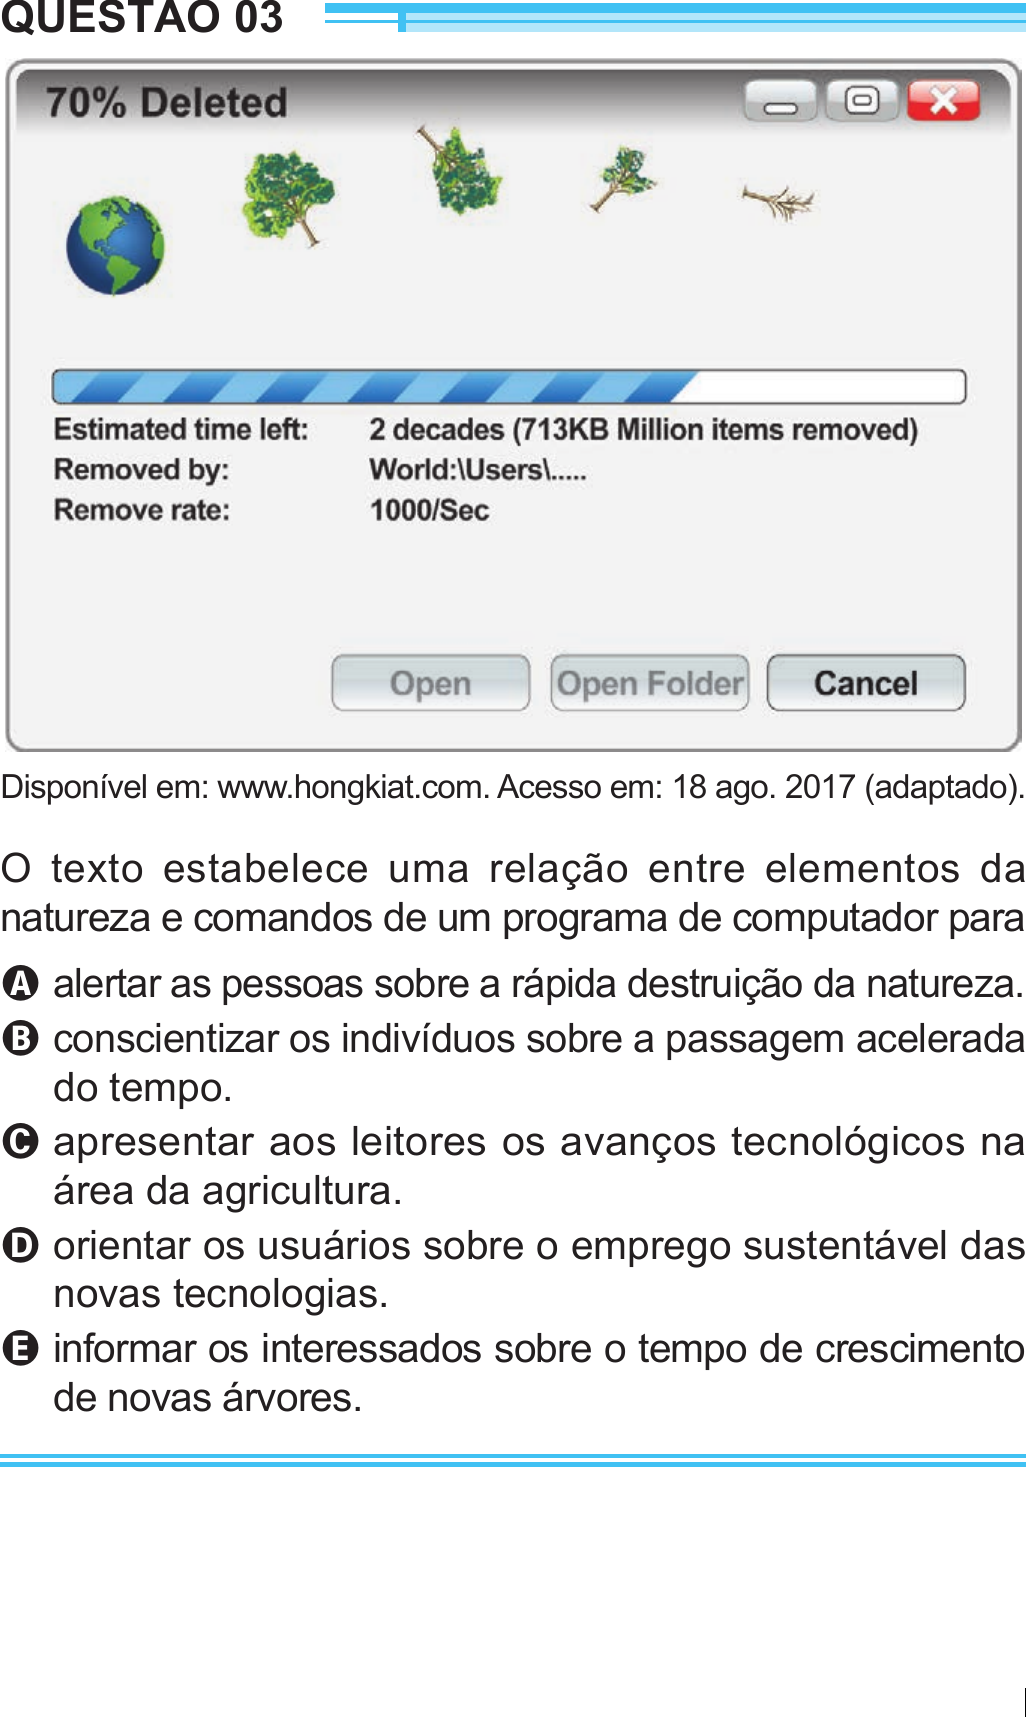 QUESTÃO 03
70% Deleted
Estimated time left: 2 decades (713KB Million items removed)
Removed by: World:\Users\.....
Remove rate: 1000/Sec
Open Open Folder Cancel
Disponível em: www.hongkiat.com. Acesso em: 18 ago. 2017 (adaptado).
O texto estabelece uma relação entre elementos da
natureza e comandos de um programa de computador para
A alertar as pessoas sobre a rápida destruição da natureza.
B conscientizar os indivíduos sobre a passagem acelerada
do tempo.
C apresentar aos leitores os avanços tecnológicos na
área da agricultura.
D orientar os usuários sobre o emprego sustentável das
novas tecnologias.
E informar os interessados sobre o tempo de crescimento
de novas árvores.